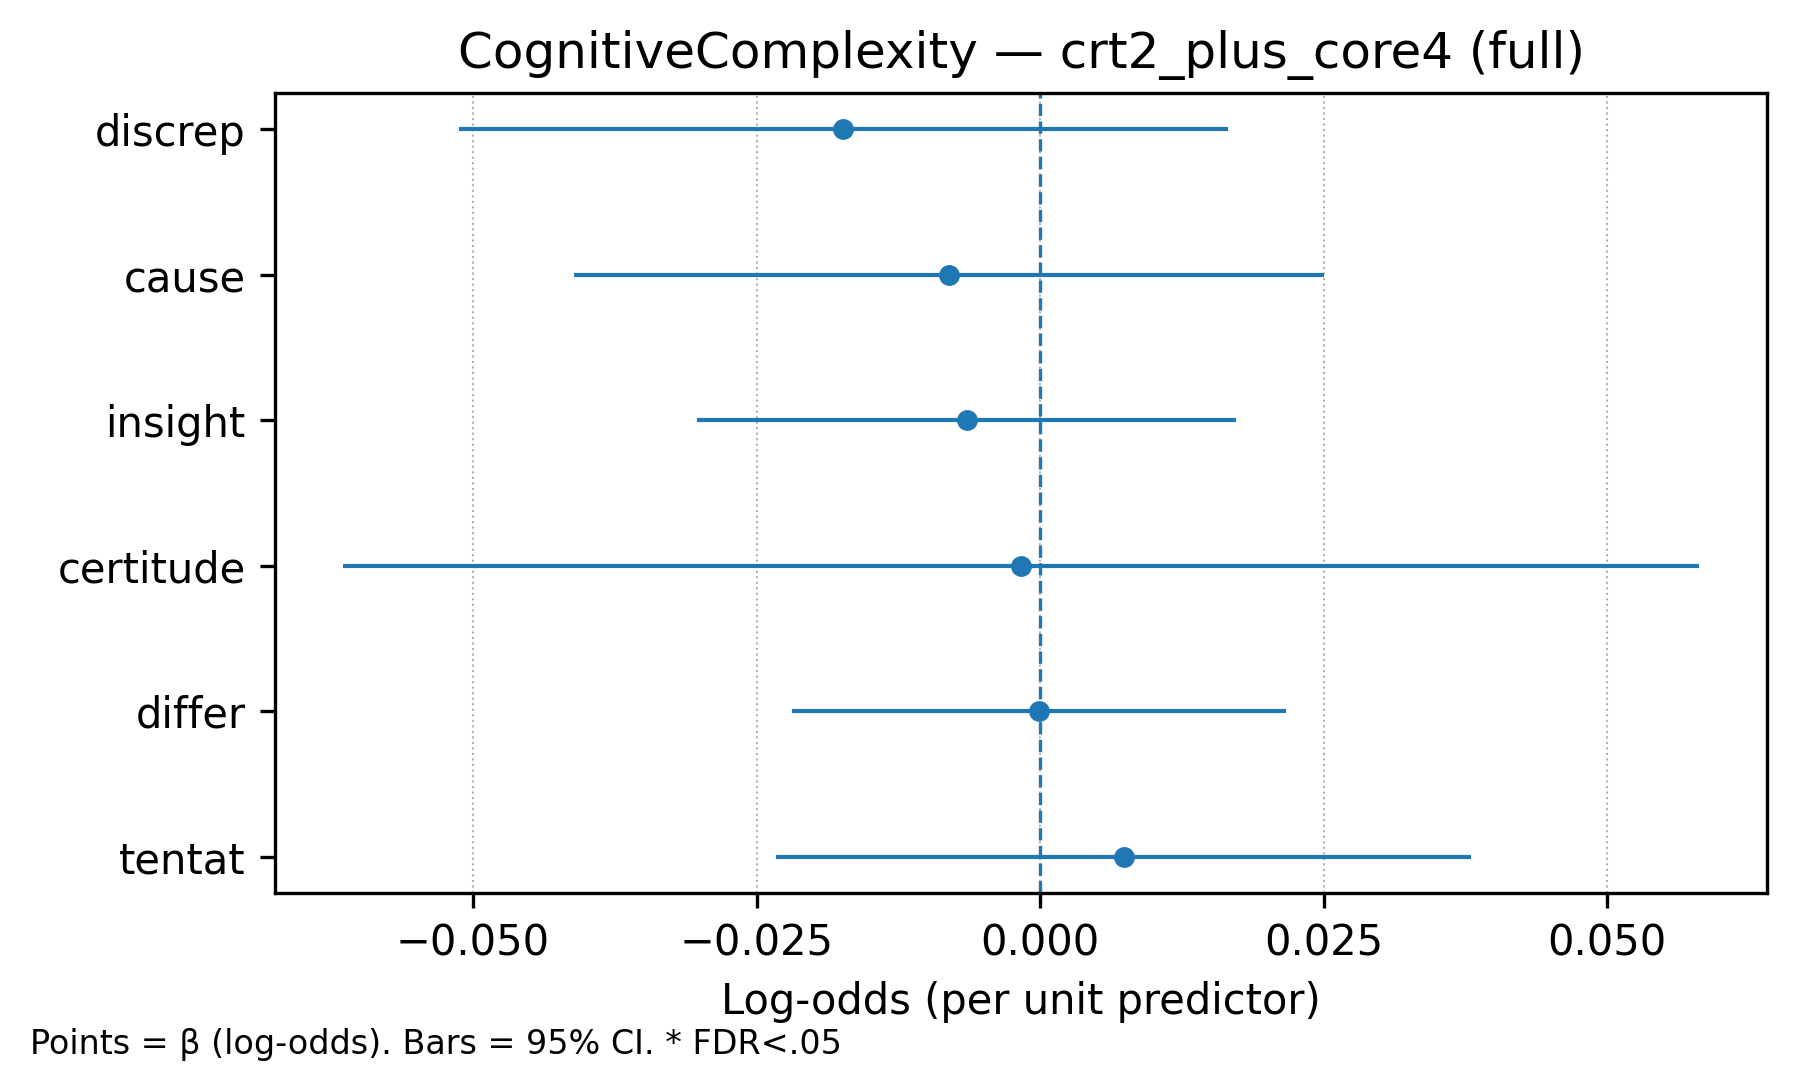 CognitiveComplexity — crt2_plus_core4 (full)
discrep
cause
insight
certitude
differ
tentat
−0.050 −0.025 0.000 0.025 0.050
Log-odds (per unit predictor)
Points = β (log-odds). Bars = 95% CI. * FDR<.05